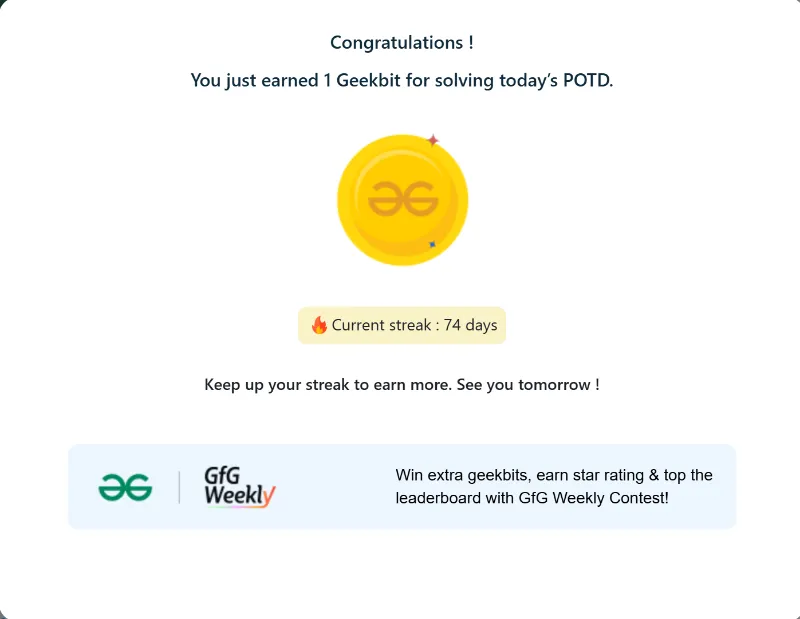 Congratulations !
You just earned 1 Geekbit for solving today’s POTD.
🔥 Current streak : 74 days
Keep up your streak to earn more. See you tomorrow !
GfG
Weekly
Win extra geekbits, earn star rating & top the
leaderboard with GfG Weekly Contest!